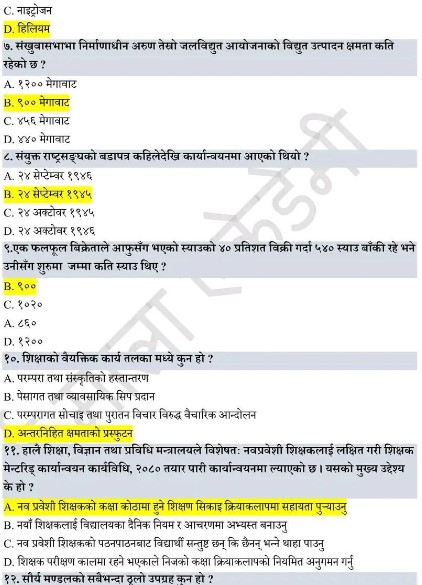 C. नाइट्रोजन
D. हिलियम
७. संखुवासभाभा निर्माणाधीन अरुण तेस्रो जलविद्युत आयोजनाको विद्युत उत्पादन क्षमता कति
रहेको छ ?
A. १२०० मेगावाट
B. ९०० मेगावाट
C. ४५६ मेगावाट
D. ४४० मेगावाट
८. संयुक्त राष्ट्रसङ्घको बडापत्र कहिलेदेखि कार्यान्वयनमा आएको थियो ?
A. २४ सेप्टेम्वर १९४६
B. २४ सेप्टेम्वर १९४५
C. २४ अक्टोवर १९४५
D. २४ अक्टोवर १९४६
९.एक फलफूल बिक्रेताले आफुसँग भएको स्याउको ४० प्रतिशत विक्री गर्दा ५४० स्याउ बाँकी रहे भने
उनीसँग शुरुमा जम्मा कति स्याउ थिए ?
B. ९००
C. १०२०
A. ८६०
D. १२००
१०. शिक्षाको वैयक्तिक कार्य तलका मध्ये कुन हो ?
A. परम्परा तथा संस्कृतिको हस्तान्तरण
B. पेसागत तथा व्यावसायिक सिप प्रदान
C. परम्परागत सोचाइ तथा पुरातन विचार विरुद्ध वैचारिक आन्दोलन
D. अन्तरनिहित क्षमताको प्रस्फुटन
११. हालै शिक्षा, विज्ञान तथा प्रविधि मन्त्रालयले विशेषत: नवप्रवेशी शिक्षकलाई लक्षित गरी शिक्षक
मेन्टरिङ् कार्यान्वयन कार्यविधि, २०८० तयार पारी कार्यान्वयनमा ल्याएको छ । यसको मुख्य उद्देश्य
के हो ?
A. नव प्रवेशी शिक्षकको कक्षा कोठामा हुने शिक्षण सिकाइ क्रियाकलापमा सहायता पुऱ्याउनु
B. नयाँ शिक्षकलाई विद्यालयका दैनिक नियम र आचरणमा अभ्यस्त बनाउनु
C. नव प्रवेशी शिक्षकको पठनपाठनबाट विद्यार्थी सन्तुष्ट छन् कि छैनन् भन्ने थाहा पाउनु
D. शिक्षक परीक्षण कालमा रहने भएकाले निजको कक्षा क्रियाकलापको नियमित अनुगमन गर्नु
१२. सौर्य मण्डलको सबैभन्दा ठूलो उपग्रह कुन हो ?